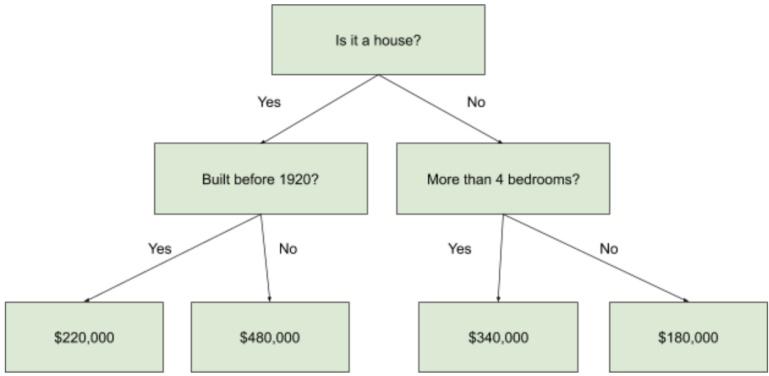 Is it a house?
Yes
No
Built before 1920?
More than 4 bedrooms?
Yes
No
Yes
No
$220,000
$480,000
$340,000
$180,000